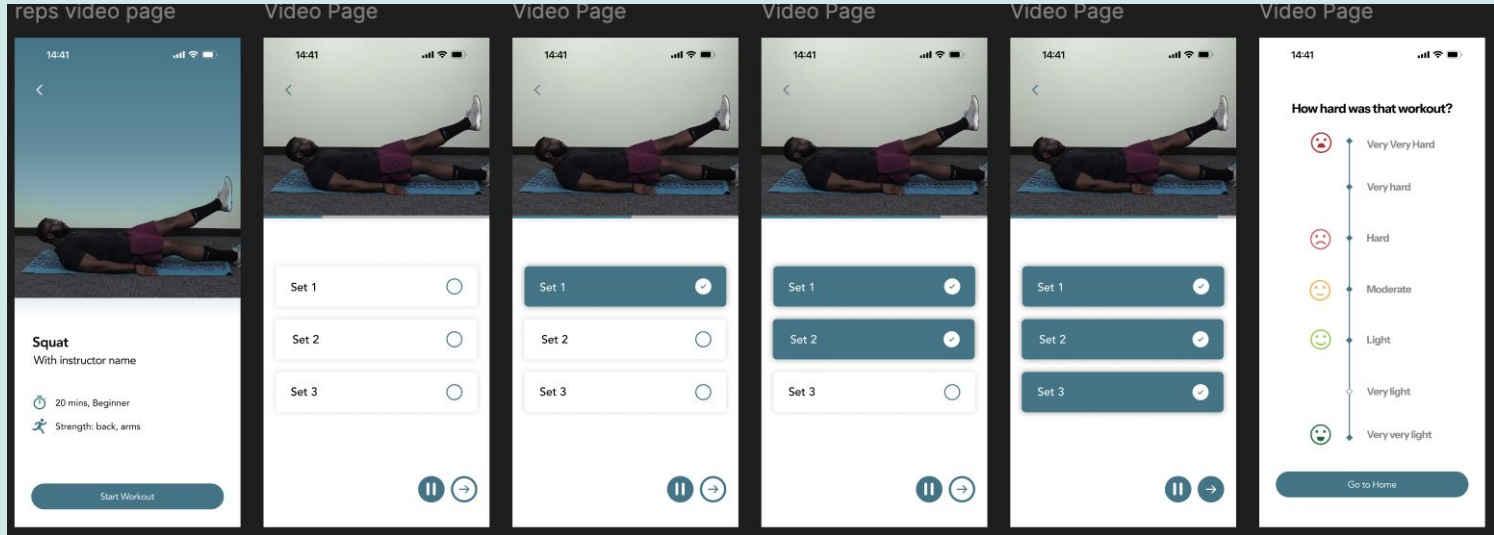 reps video page
Video Page
Video Page
Video Page
Video Page
Video Page
14:41
Squat
With instructor name
20 mins, Beginner
Strength: back, arms
Start Workout
14:41
Set 1
Set 2
Set 3
14:41
Set 1
Set 2
Set 3
14:41
Set 1
Set 2
Set 3
14:41
Set 1
Set 2
Set 3
14:41
How hard was that workout?
Very Very Hard
Very hard
Hard
Moderate
Light
Very light
Very very light
Go to Home